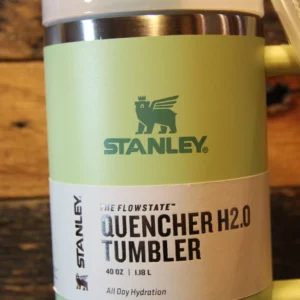 STANLEY®
STANLEY
THE FLOWSTATE™
QUENCHER H2.0
TUMBLER
40 OZ | 1.18 L
All Day Hydration